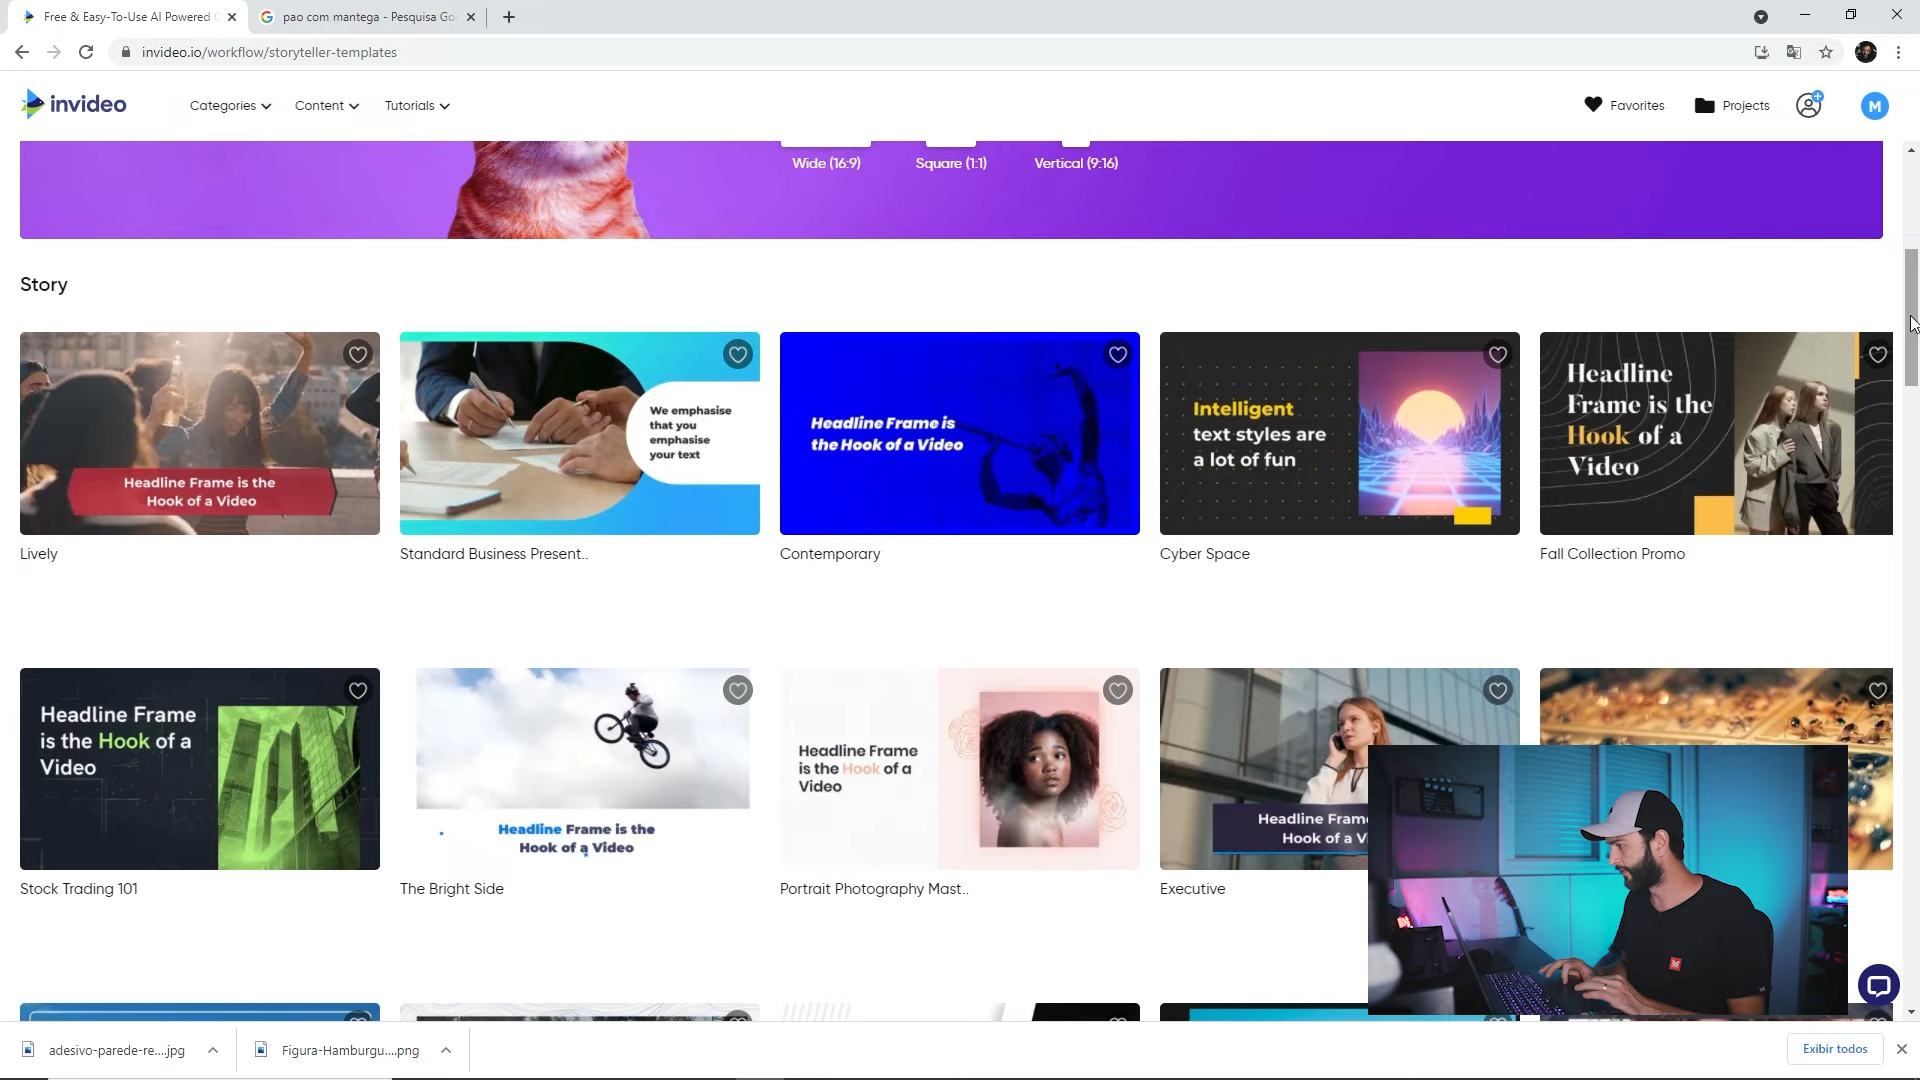 Free & Easy-To-Use AI Powered
pao com mantega - Pesquisa Go
invideo.io/workflow/storyteller-templates
invideo
Categories
Content
Tutorials
Favorites
Projects
M
Wide (16:9)
Square (1:1)
Vertical (9:16)
Story
Headline Frame is the
Hook of a Video
We emphasise
that you
emphasise
your text
Headline Frame is
the Hook of a Video
Intelligent
text styles are
a lot of fun
Headline
Frame is the
Hook of a
Video
Lively
Standard Business Present..
Contemporary
Cyber Space
Fall Collection Promo
Headline Frame
is the Hook of a
Video
Headline Frame is the
Hook of a Video
Headline Frame
is the Hook of a
Video
Headline Fram
Hook of a Vi
Stock Trading 101
The Bright Side
Portrait Photography Mast..
Executive
adesivo-parede-re....jpg
Figura-Hamburgu....png
Exibir todos